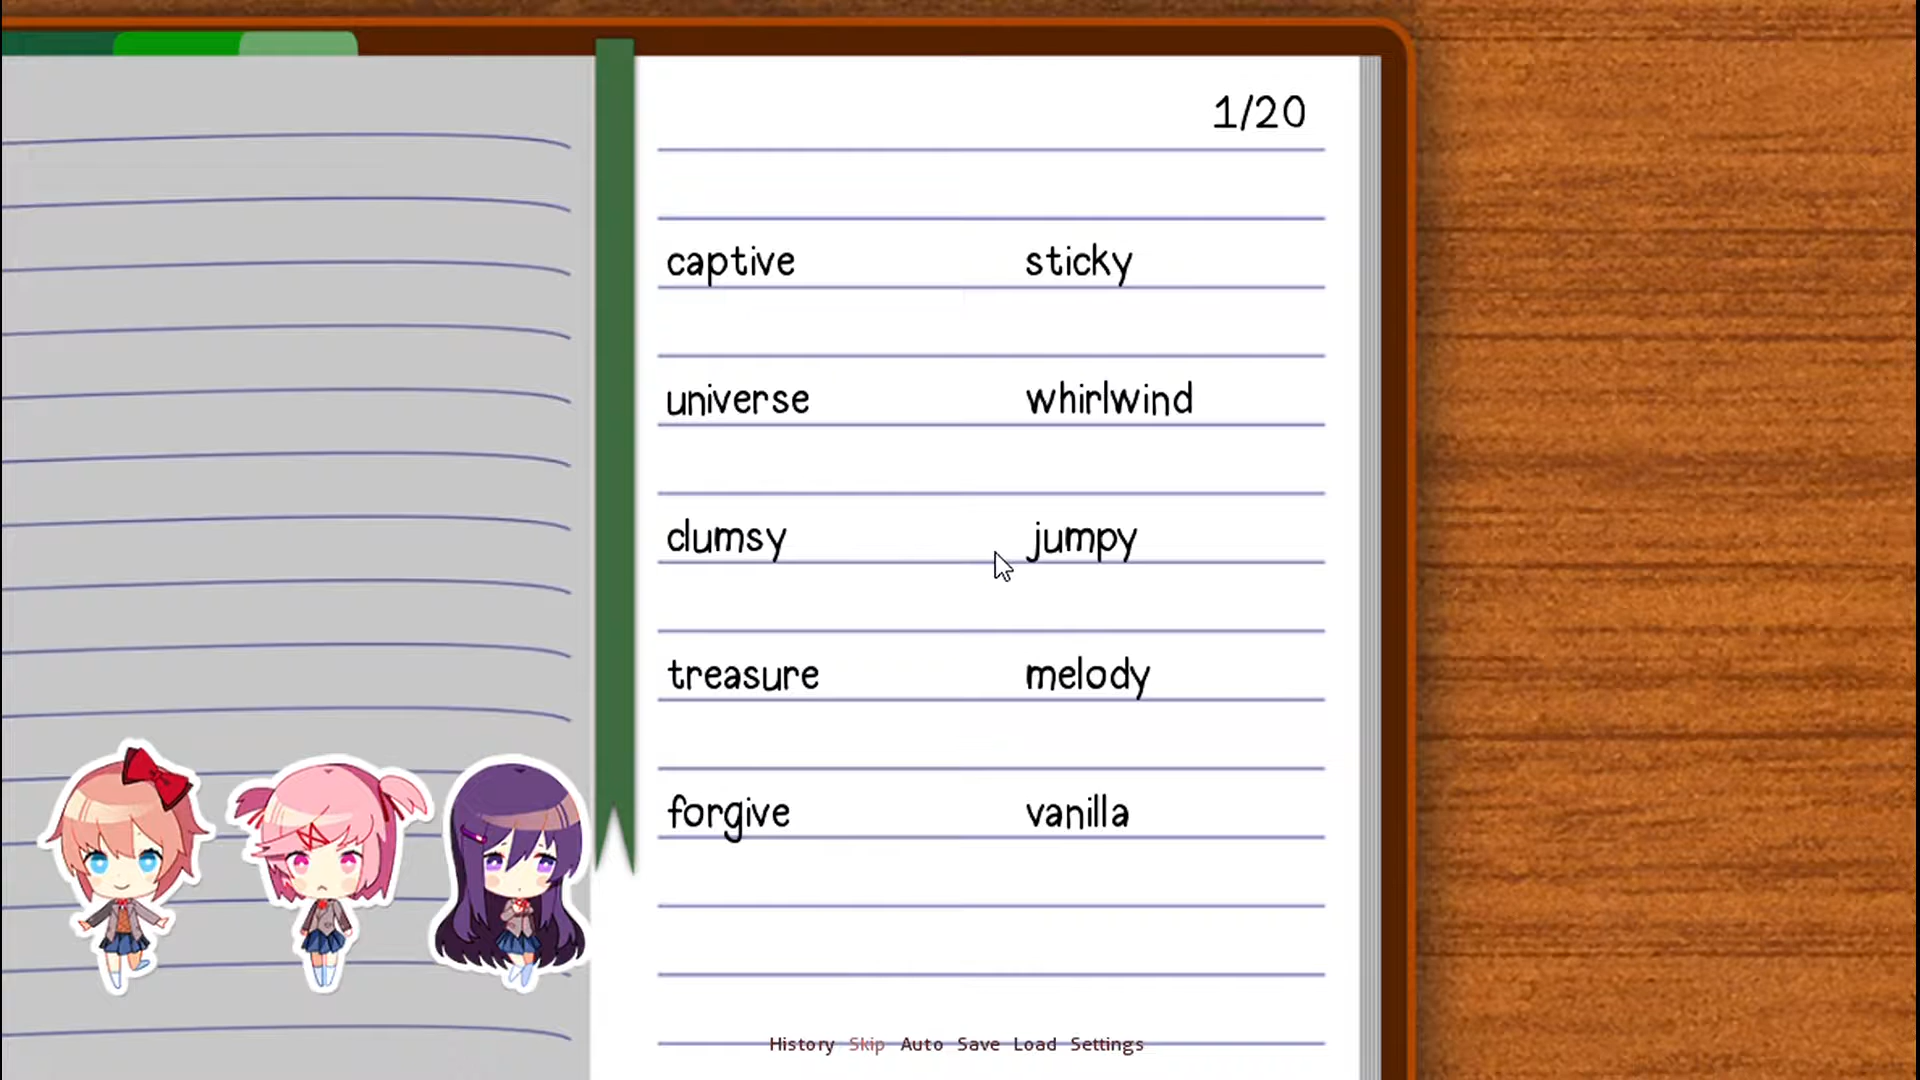 1/20
captive sticky
universe whirlwind
clumsy jumpy
treasure melody
forgive vanilla
History Skip Auto Save Load Settings